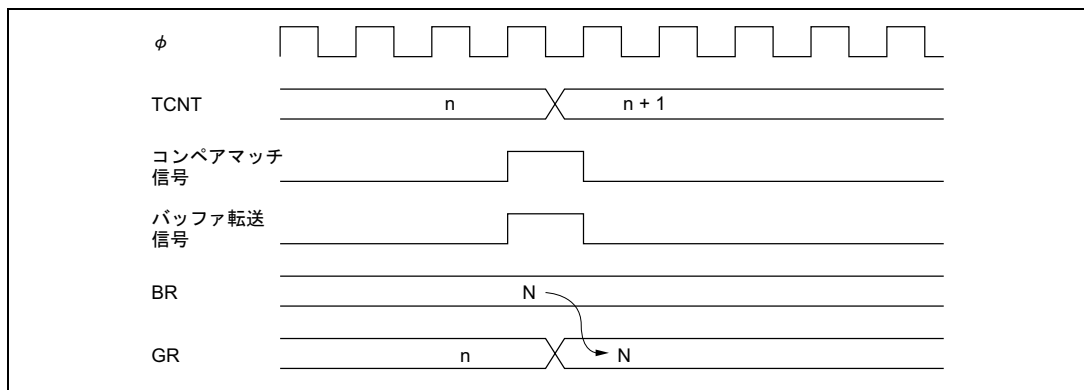 φ
TCNT n n + 1
コンペアマッチ
信号
バッファ転送
信号
BR N
GR n N